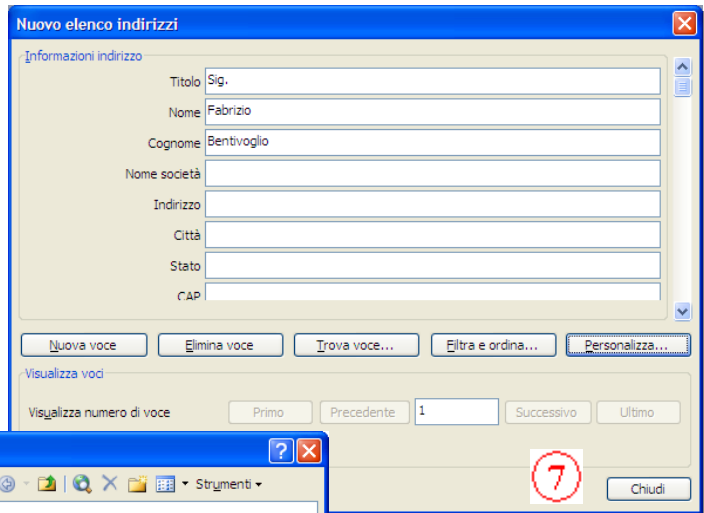 Nuovo elenco indirizzi
Informazioni indirizzo
Titolo Sig.
Nome Fabrizio
Cognome Bentivoglio
Nome società
Indirizzo
Città
Stato
CAP
Nuova voce Elimina voce Trova voce... Filtra e ordina... Personalizza...
Visualizza voci
Visualizza numero di voce Primo Precedente 1 Successivo Ultimo
7
Chiudi
Strumenti